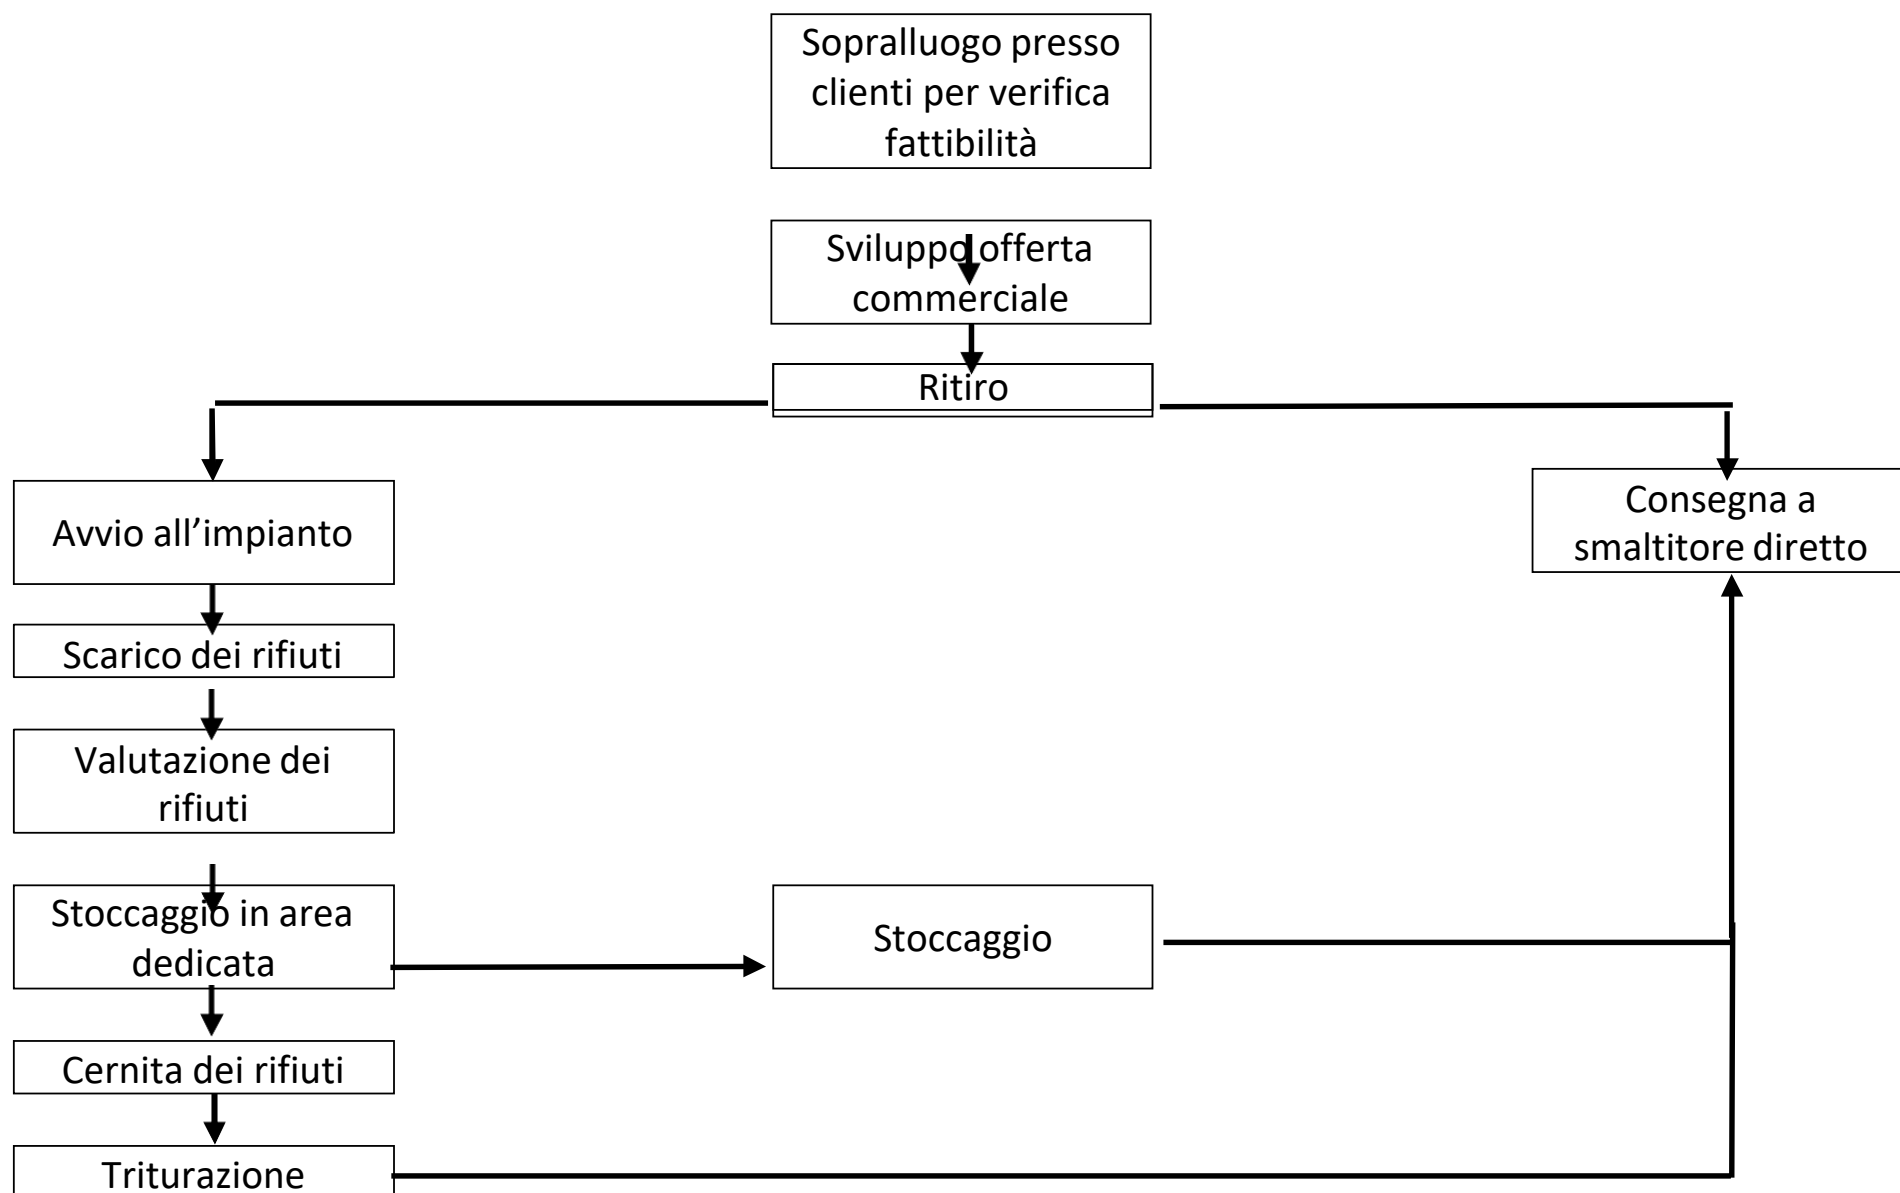 Sopralluogo presso
clienti per verifica
fattibilità
Sviluppo offerta
commerciale
Ritiro
Avvio all’impianto
Consegna a
smaltitore diretto
Scarico dei rifiuti
Valutazione dei
rifiuti
Stoccaggio in area
dedicata
Stoccaggio
Cernita dei rifiuti
Triturazione